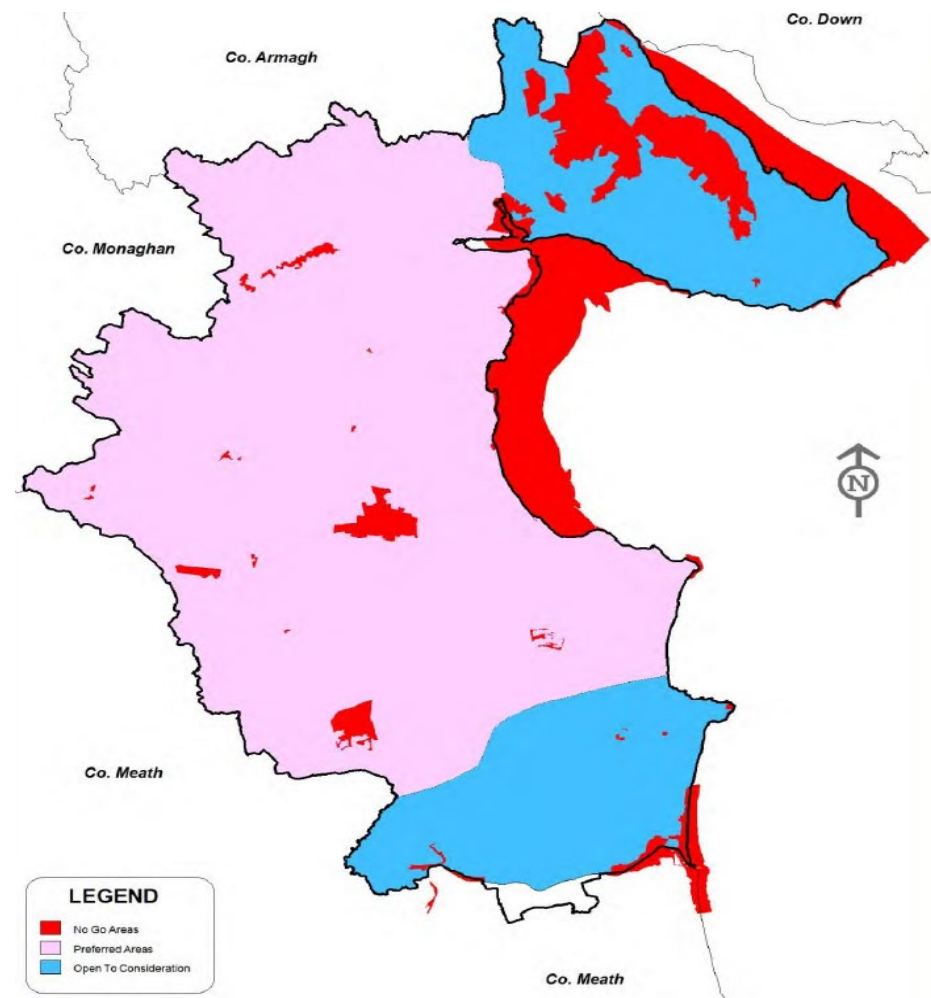 Co. Down
Co. Armagh
Co. Monaghan
N
Co. Meath
LEGEND
No Go Areas
Preferred Areas
Open To Consideration
Co. Meath